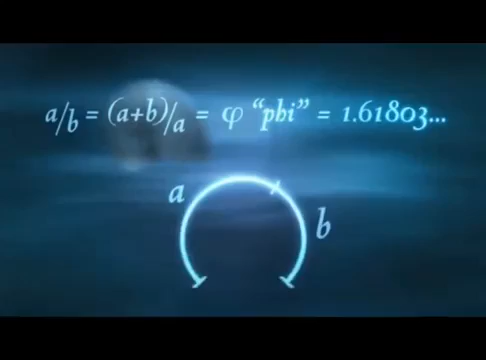 a/b = (a+b)/a = φ “phi” = 1.61803...
a
b